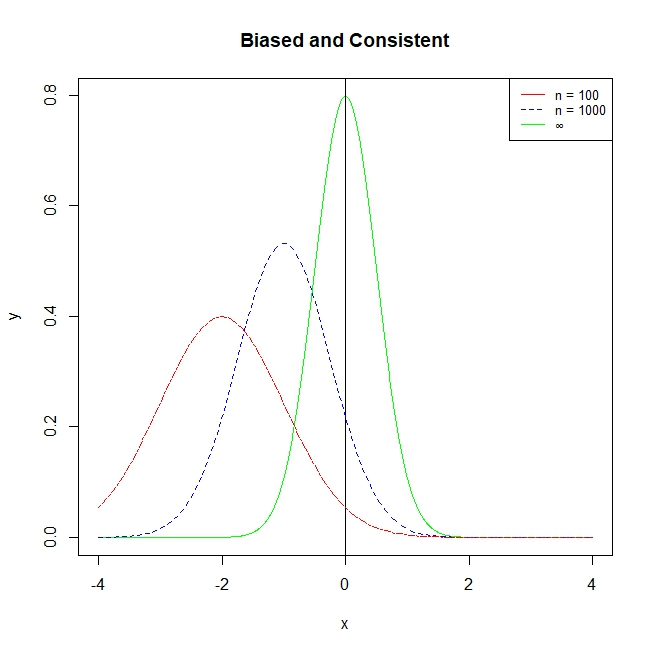 Biased and Consistent
n = 100
n = 1000
∞
0.8
0.6
0.4
0.2
0.0
y
-4 -2 0 2 4
x